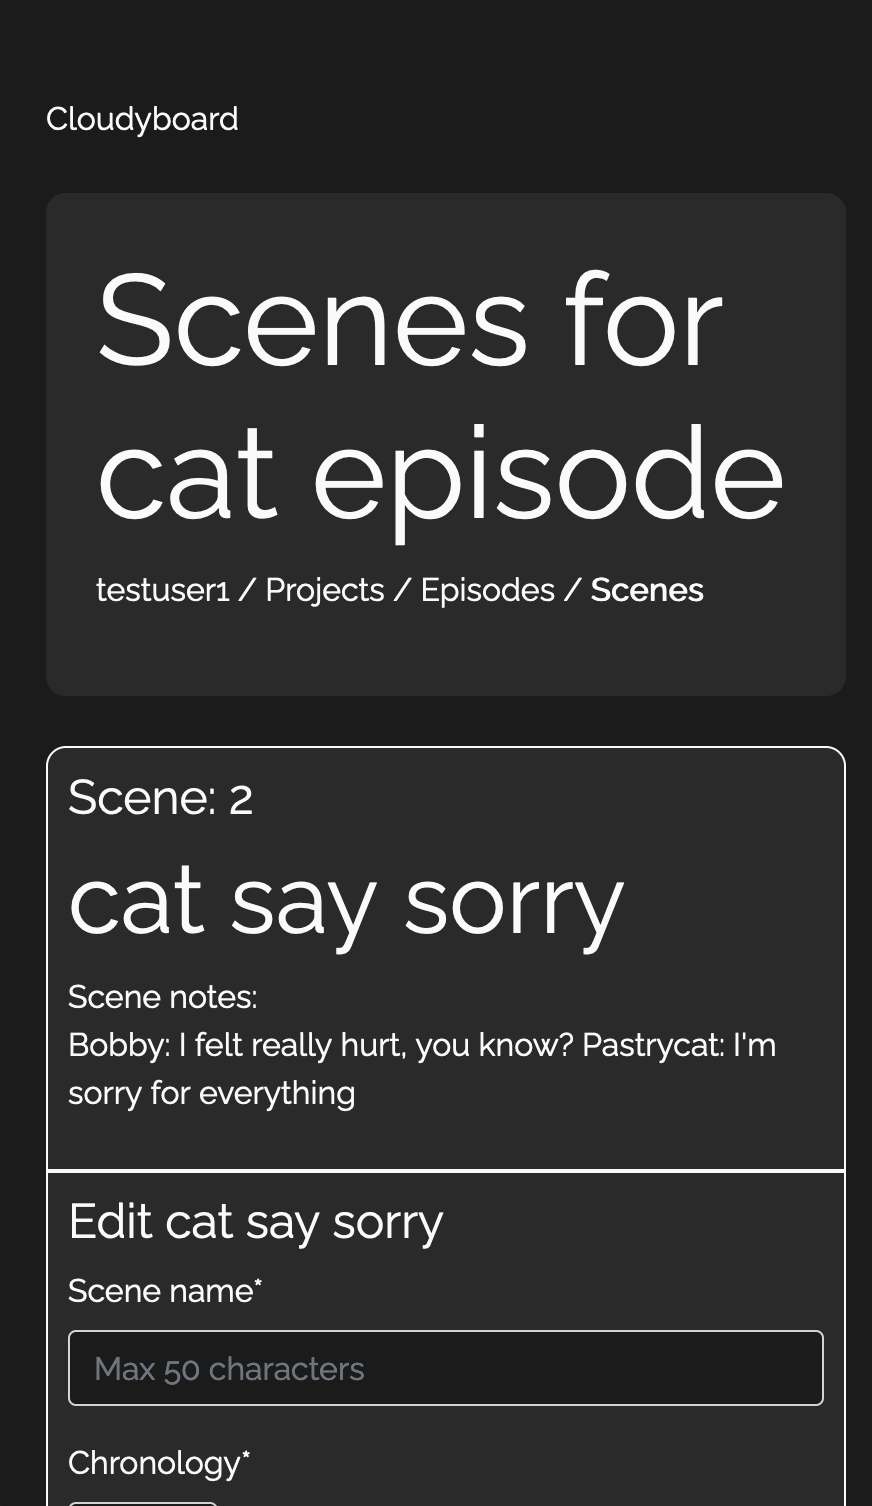 Cloudyboard
Scenes for
cat episode
testuser1 / Projects / Episodes / Scenes
Scene: 2
cat say sorry
Scene notes:
Bobby: I felt really hurt, you know? Pastrycat: I'm
sorry for everything
Edit cat say sorry
Scene name*
Max 50 characters
Chronology*